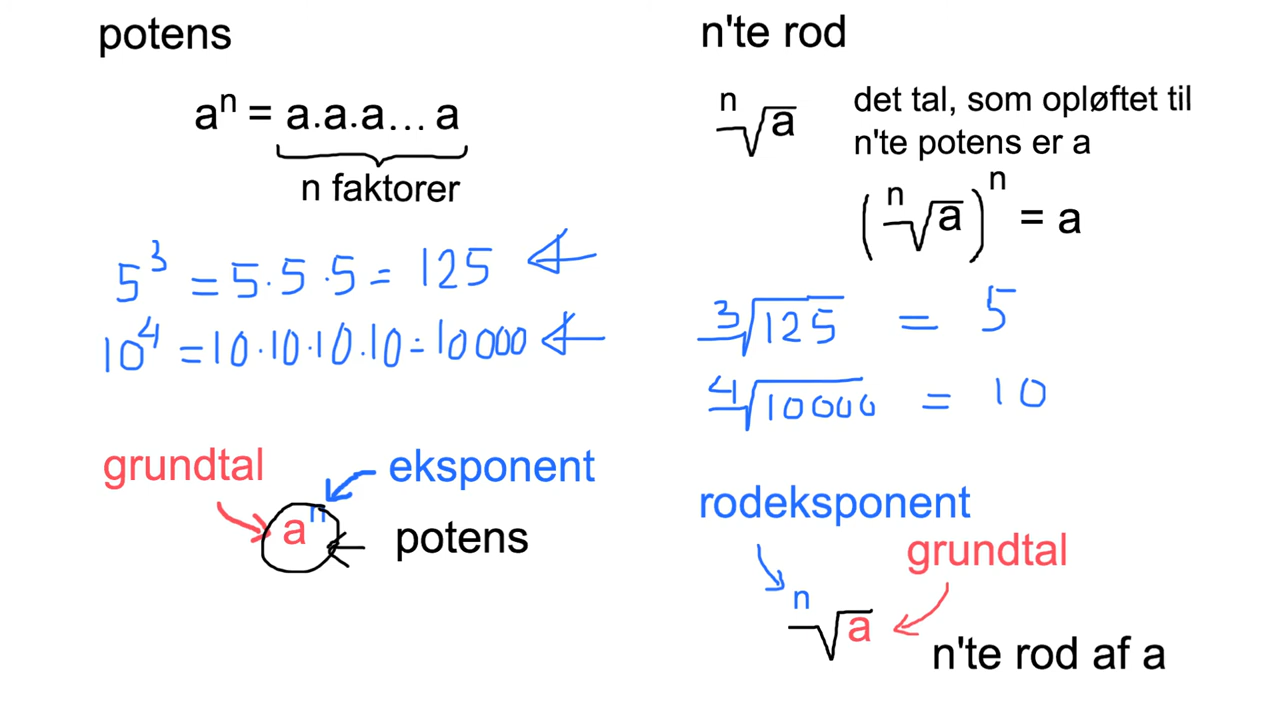 potens
aⁿ = a.a.a...a
n faktorer
5³ = 5·5·5 = 125
10⁴ = 10·10·10·10 = 10000
grundtal
eksponent
aⁿ
potens
n'te rod
ⁿ√a
det tal, som opløftet til
n'te potens er a
(ⁿ√a)ⁿ = a
³√125 = 5
⁴√10000 = 10
rodeksponent
grundtal
ⁿ√a
n'te rod af a